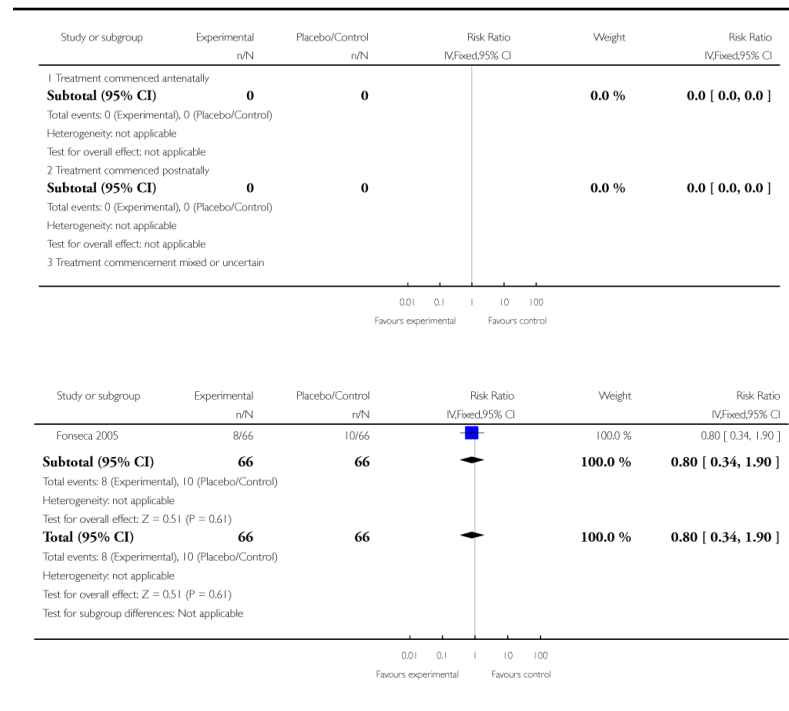 Study or subgroup Experimental Placebo/Control Risk Ratio Weight Risk Ratio
n/N n/N IV,Fixed,95% CI IV,Fixed,95% CI
1 Treatment commenced antenatally
Subtotal (95% CI) 0 0 0.0 % 0.0 [ 0.0, 0.0 ]
Total events: 0 (Experimental), 0 (Placebo/Control)
Heterogeneity: not applicable
Test for overall effect: not applicable
2 Treatment commenced postnatally
Subtotal (95% CI) 0 0 0.0 % 0.0 [ 0.0, 0.0 ]
Total events: 0 (Experimental), 0 (Placebo/Control)
Heterogeneity: not applicable
Test for overall effect: not applicable
3 Treatment commencement mixed or uncertain
0.01 0.1 1 10 100
Favours experimental Favours control
Study or subgroup Experimental Placebo/Control Risk Ratio Weight Risk Ratio
n/N n/N IV,Fixed,95% CI IV,Fixed,95% CI
Fonseca 2005 8/66 10/66 100.0 % 0.80 [ 0.34, 1.90 ]
Subtotal (95% CI) 66 66 100.0 % 0.80 [ 0.34, 1.90 ]
Total events: 8 (Experimental), 10 (Placebo/Control)
Heterogeneity: not applicable
Test for overall effect: Z = 0.51 (P = 0.61)
Total (95% CI) 66 66 100.0 % 0.80 [ 0.34, 1.90 ]
Total events: 8 (Experimental), 10 (Placebo/Control)
Heterogeneity: not applicable
Test for overall effect: Z = 0.51 (P = 0.61)
Test for subgroup differences: Not applicable
0.01 0.1 1 10 100
Favours experimental Favours control